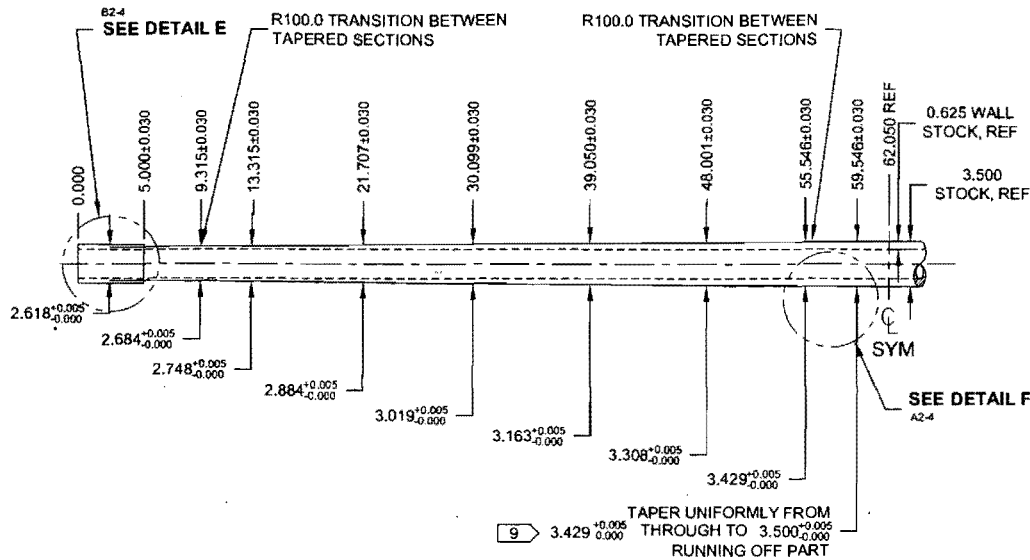 B2-4
SEE DETAIL E
R100.0 TRANSITION BETWEEN
TAPERED SECTIONS
R100.0 TRANSITION BETWEEN
TAPERED SECTIONS
0.000
5.000±0.030
9.315±0.030
13.315±0.030
21.707±0.030
30.099±0.030
39.050±0.030
48.001±0.030
55.546±0.030
59.546±0.030
62.050 REF
0.625 WALL
STOCK, REF
3.500
STOCK, REF
2.618 +0.005 -0.000
2.684 +0.005 -0.000
2.748 +0.005 -0.000
2.884 +0.005 -0.000
3.019 +0.005 -0.000
3.163 +0.005 -0.000
3.308 +0.005 -0.000
3.429 +0.005 -0.000
℄
SYM
SEE DETAIL F
A2-4
TAPER UNIFORMLY FROM
9 3.429 +0.005 0.000 THROUGH TO 3.500 +0.005 -0.000
RUNNING OFF PART